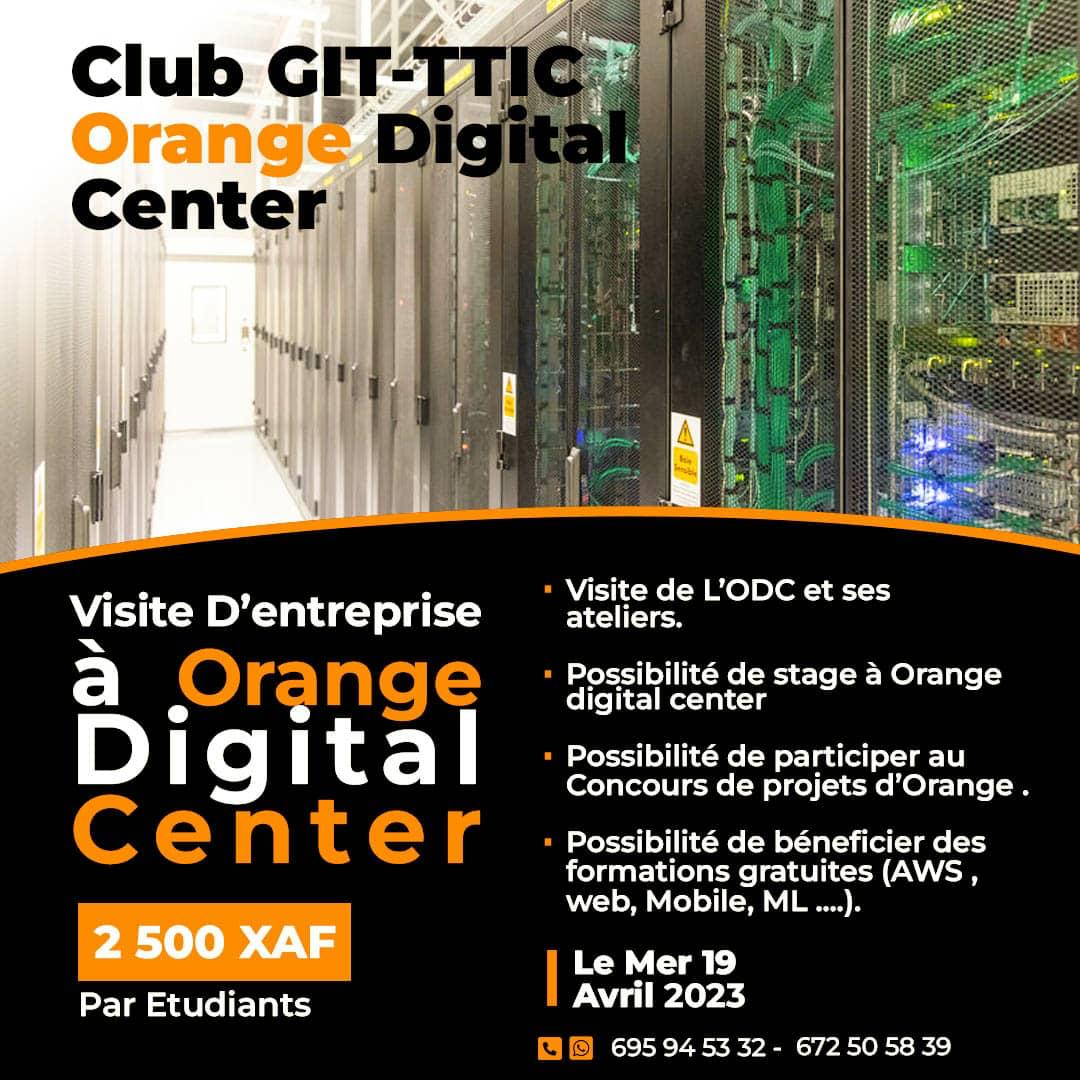 Club GIT-TTIC
Orange Digital
Center
Baie
Sensible
Visite D'entreprise
à Orange
Digital
Center
2 500 XAF
Par Etudiants
Visite de L'ODC et ses
ateliers.
Possibilité de stage à Orange
digital center
Possibilité de participer au
Concours de projets d'Orange .
Possibilité de béneficier des
formations gratuites (AWS ,
web, Mobile, ML ....).
Le Mer 19
Avril 2023
695 94 53 32 - 672 50 58 39